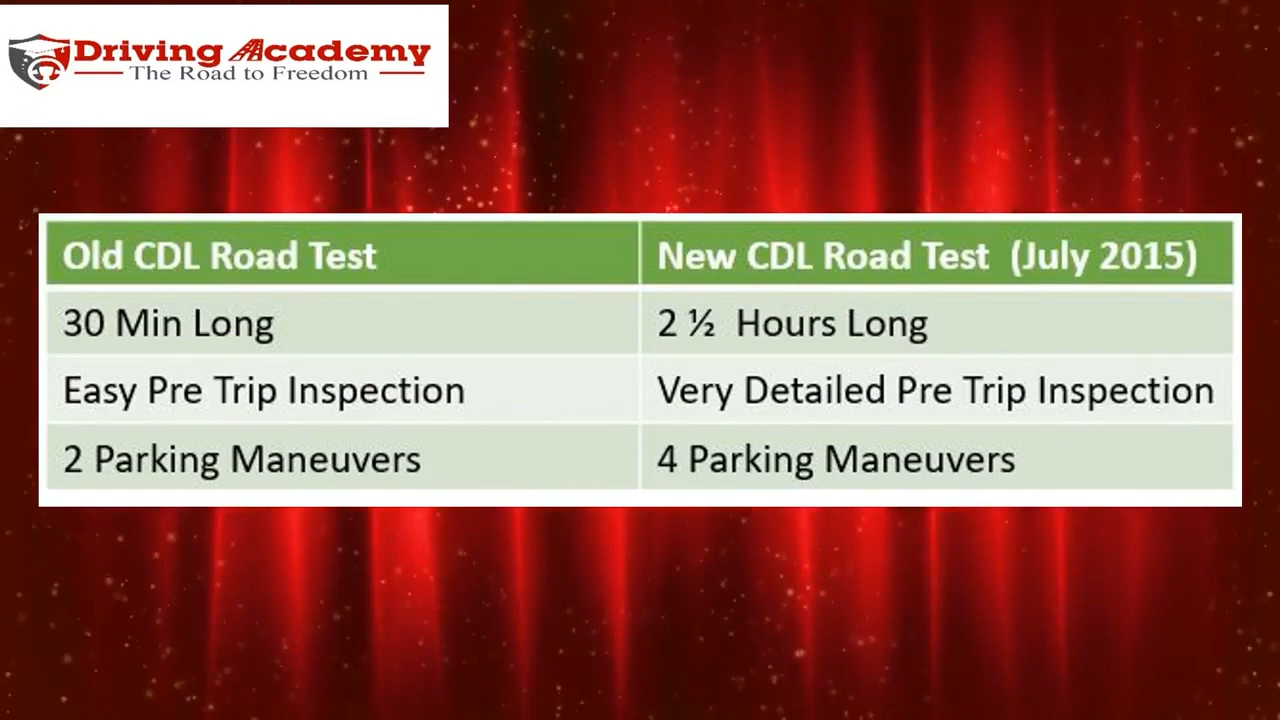 Driving Academy
The Road to Freedom
Old CDL Road Test
New CDL Road Test (July 2015)
30 Min Long
2 ½ Hours Long
Easy Pre Trip Inspection
Very Detailed Pre Trip Inspection
2 Parking Maneuvers
4 Parking Maneuvers